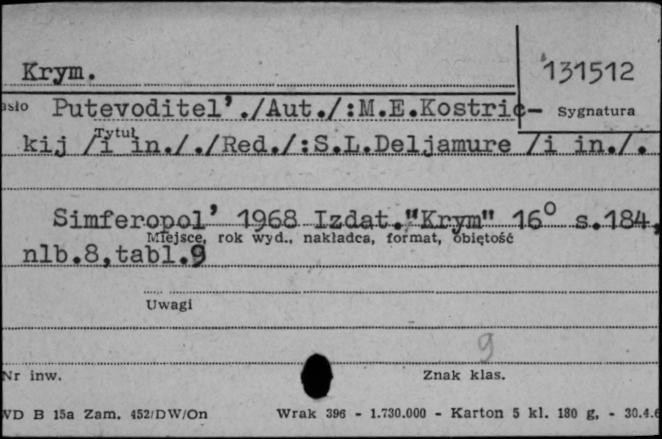 Krym.
131512
asło Putevoditel'./Aut./:M.E.Kostric- Sygnatura
Tytuł
kij /i in./.​/Red./:S.L.Deljamure /i in./.
Simferopol' 1968 Izdat."Krym" 16° s.184,
Miejsce, rok wyd., nakładca, format, objętość
nlb.8,tabl.9
Uwagi
9
Nr inw. Znak klas.
WD B 15a Zam. 452/DW/On Wrak 396 - 1.730.000 - Karton 5 kl. 180 g, - 30.4.6